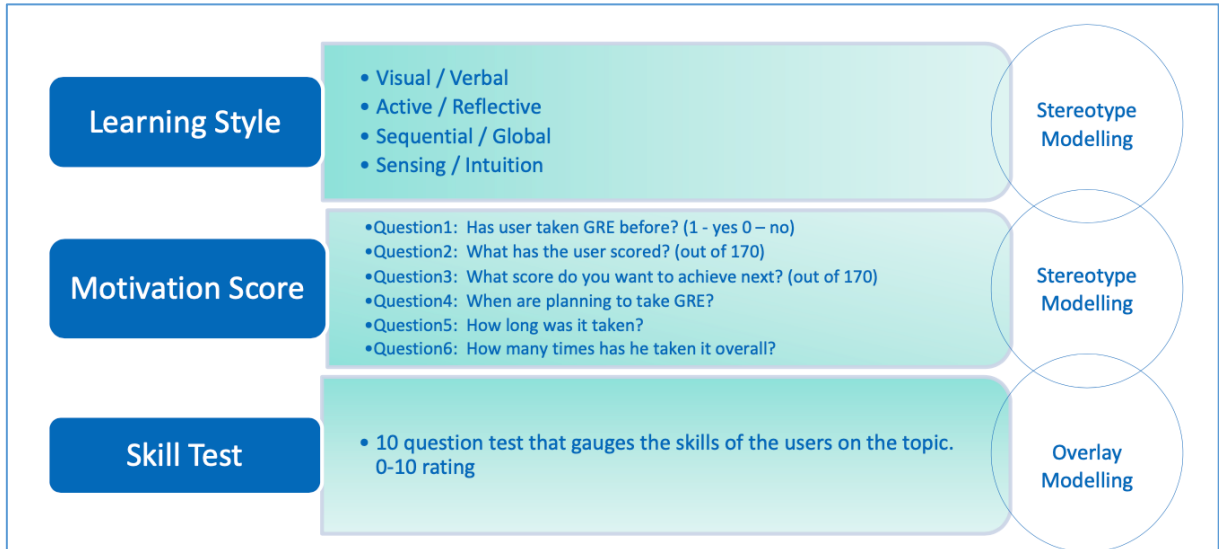 Learning Style
• Visual / Verbal
• Active / Reflective
• Sequential / Global
• Sensing / Intuition
Stereotype
Modelling
Motivation Score
•Question1: Has user taken GRE before? (1 - yes 0 – no)
•Question2: What has the user scored? (out of 170)
•Question3: What score do you want to achieve next? (out of 170)
•Question4: When are planning to take GRE?
•Question5: How long was it taken?
•Question6: How many times has he taken it overall?
Stereotype
Modelling
Skill Test
• 10 question test that gauges the skills of the users on the topic.
0-10 rating
Overlay
Modelling